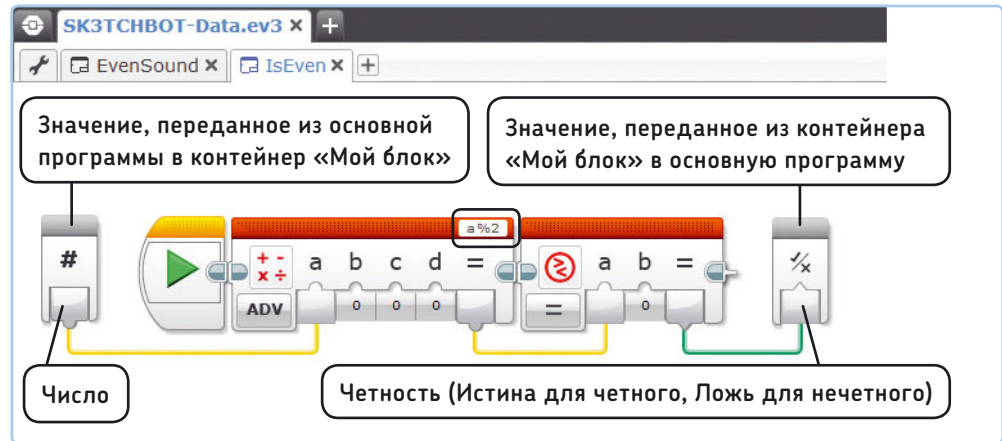 SK3TCHBOT-Data.ev3 × +
EvenSound × IsEven × +
Значение, переданное из основной
программы в контейнер «Мой блок»
Значение, переданное из контейнера
«Мой блок» в основную программу
a%2
# + - × ÷ a b c d = a b = ✓/×
ADV 0 0 0 = 0
Число
Четность (Истина для четного, Ложь для нечетного)